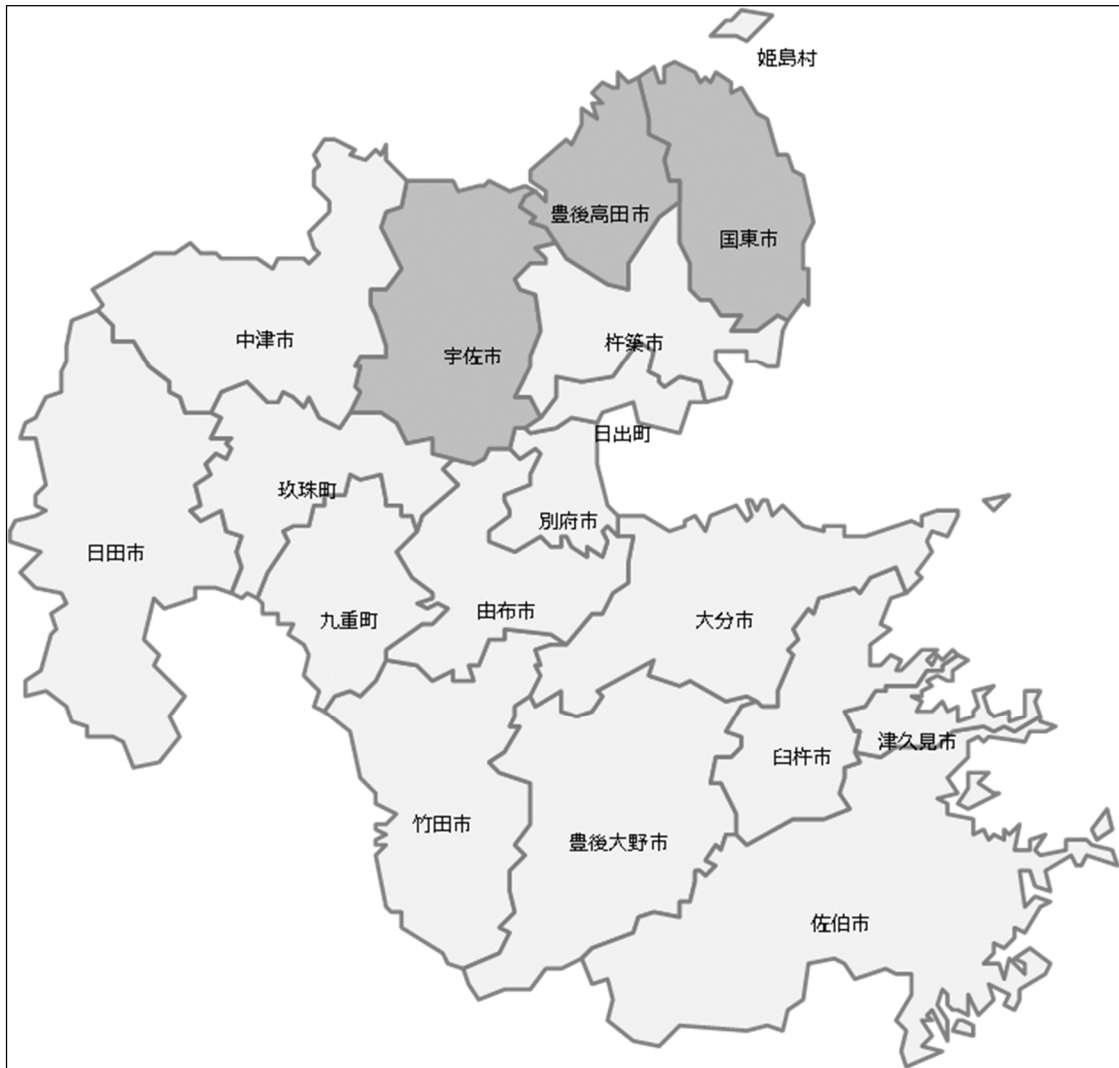 姫島村
豊後高田市
国東市
中津市
宇佐市
杵築市
日出町
玖珠町
別府市
日田市
九重町
由布市
大分市
臼杵市
津久見市
竹田市
豊後大野市
佐伯市